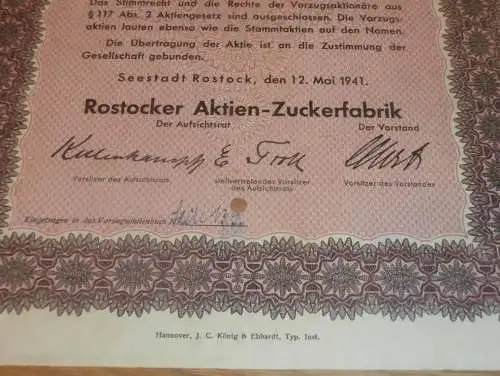 Das Stimmrecht und die Rechte der Vorzugsaktionäre aus
§ 117 Abs. 2 Aktiengesetz sind ausgeschlossen. Die Vorzugs-
aktien lauten ebenso wie die Stammaktien auf den Namen.
Die Übertragung der Aktie ist an die Zustimmung der
Gesellschaft gebunden.
Seestadt Rostock, den 12. Mai 1941.
Rostocker Aktien-Zuckerfabrik
Der Aufsichtsrat Der Vorstand
Vorsitzer des Aufsichtsrats stellvertretender Vorsitzer des Aufsichtsrats Vorsitzer des Vorstandes
Eingetragen in das Vorzugsaktienbuch
Hannover, J. C. König & Ebhardt, Typ. Inst.